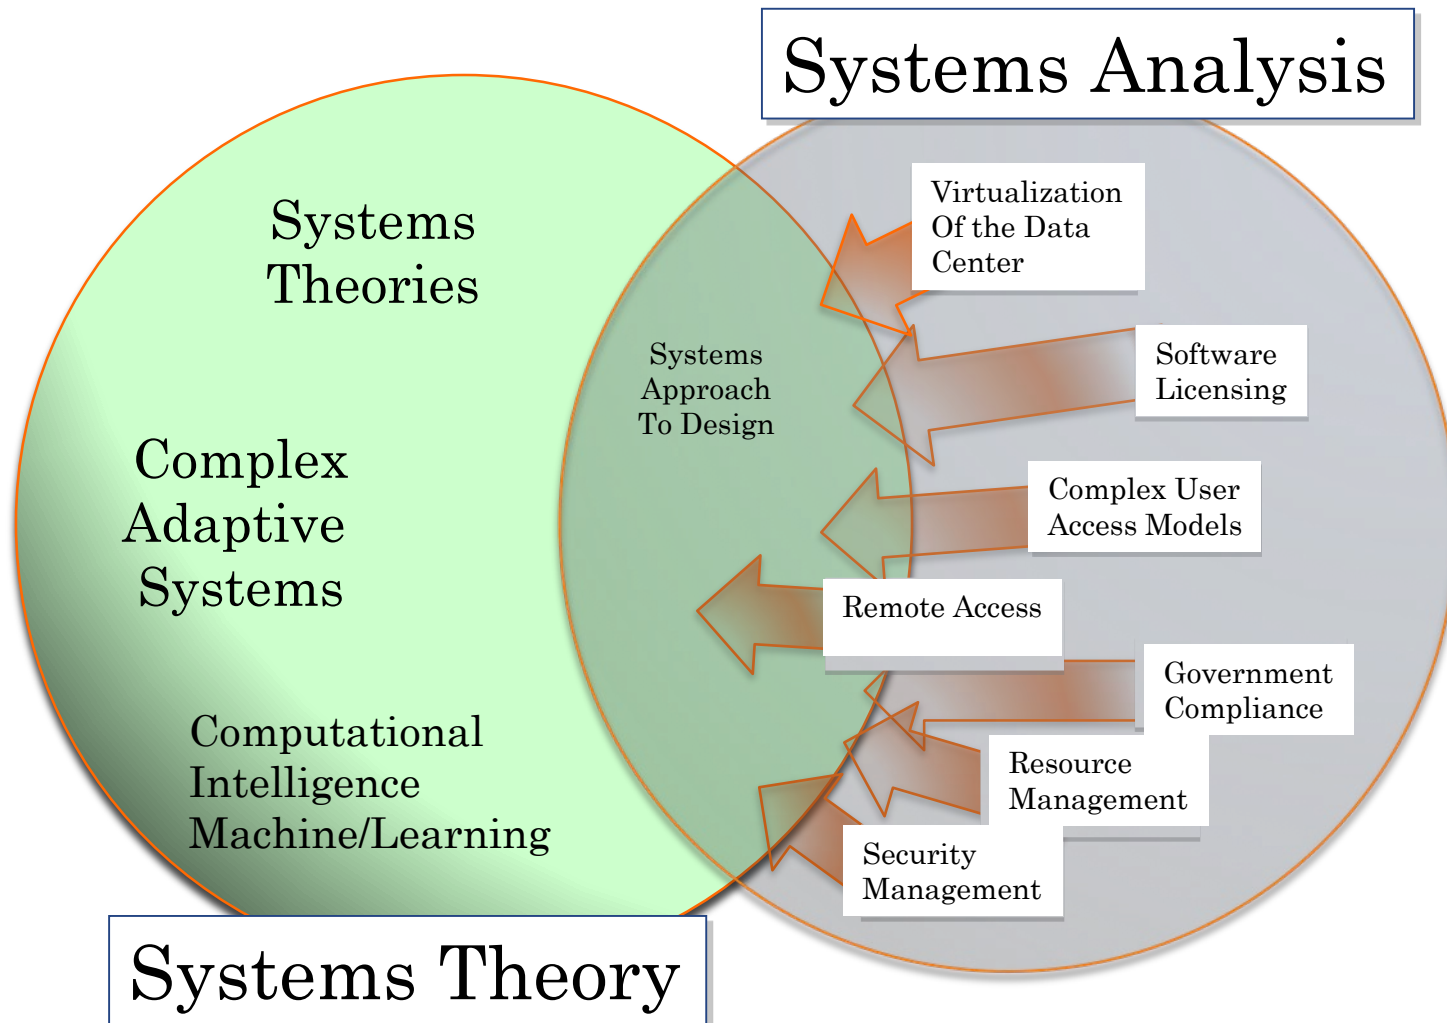 Systems Analysis
Virtualization
Of the Data
Center
Systems
Theories
Systems
Approach
To Design
Software
Licensing
Complex
Adaptive
Systems
Complex User
Access Models
Remote Access
Government
Compliance
Computational
Intelligence
Machine/Learning
Resource
Management
Security
Management
Systems Theory